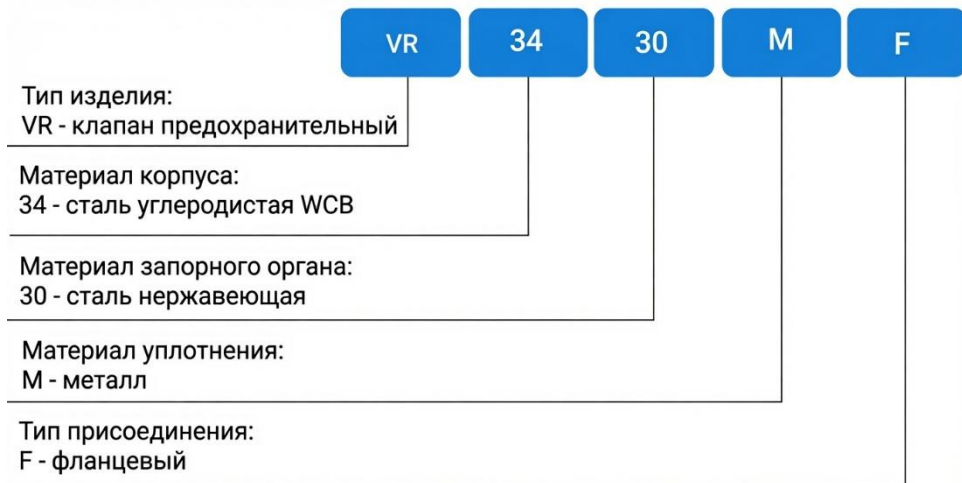 VR 34 30 M F
Тип изделия:
VR - клапан предохранительный
Материал корпуса:
34 - сталь углеродистая WCB
Материал запорного органа:
30 - сталь нержавеющая
Материал уплотнения:
М - металл
Тип присоединения:
F - фланцевый